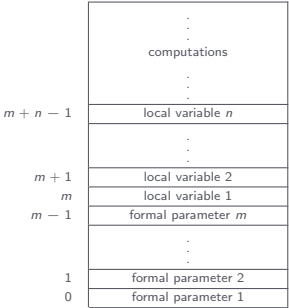 .
.
.
computations
.
.
.
m + n − 1 local variable n
.
.
.
m + 1 local variable 2
m local variable 1
m − 1 formal parameter m
.
.
.
1 formal parameter 2
0 formal parameter 1